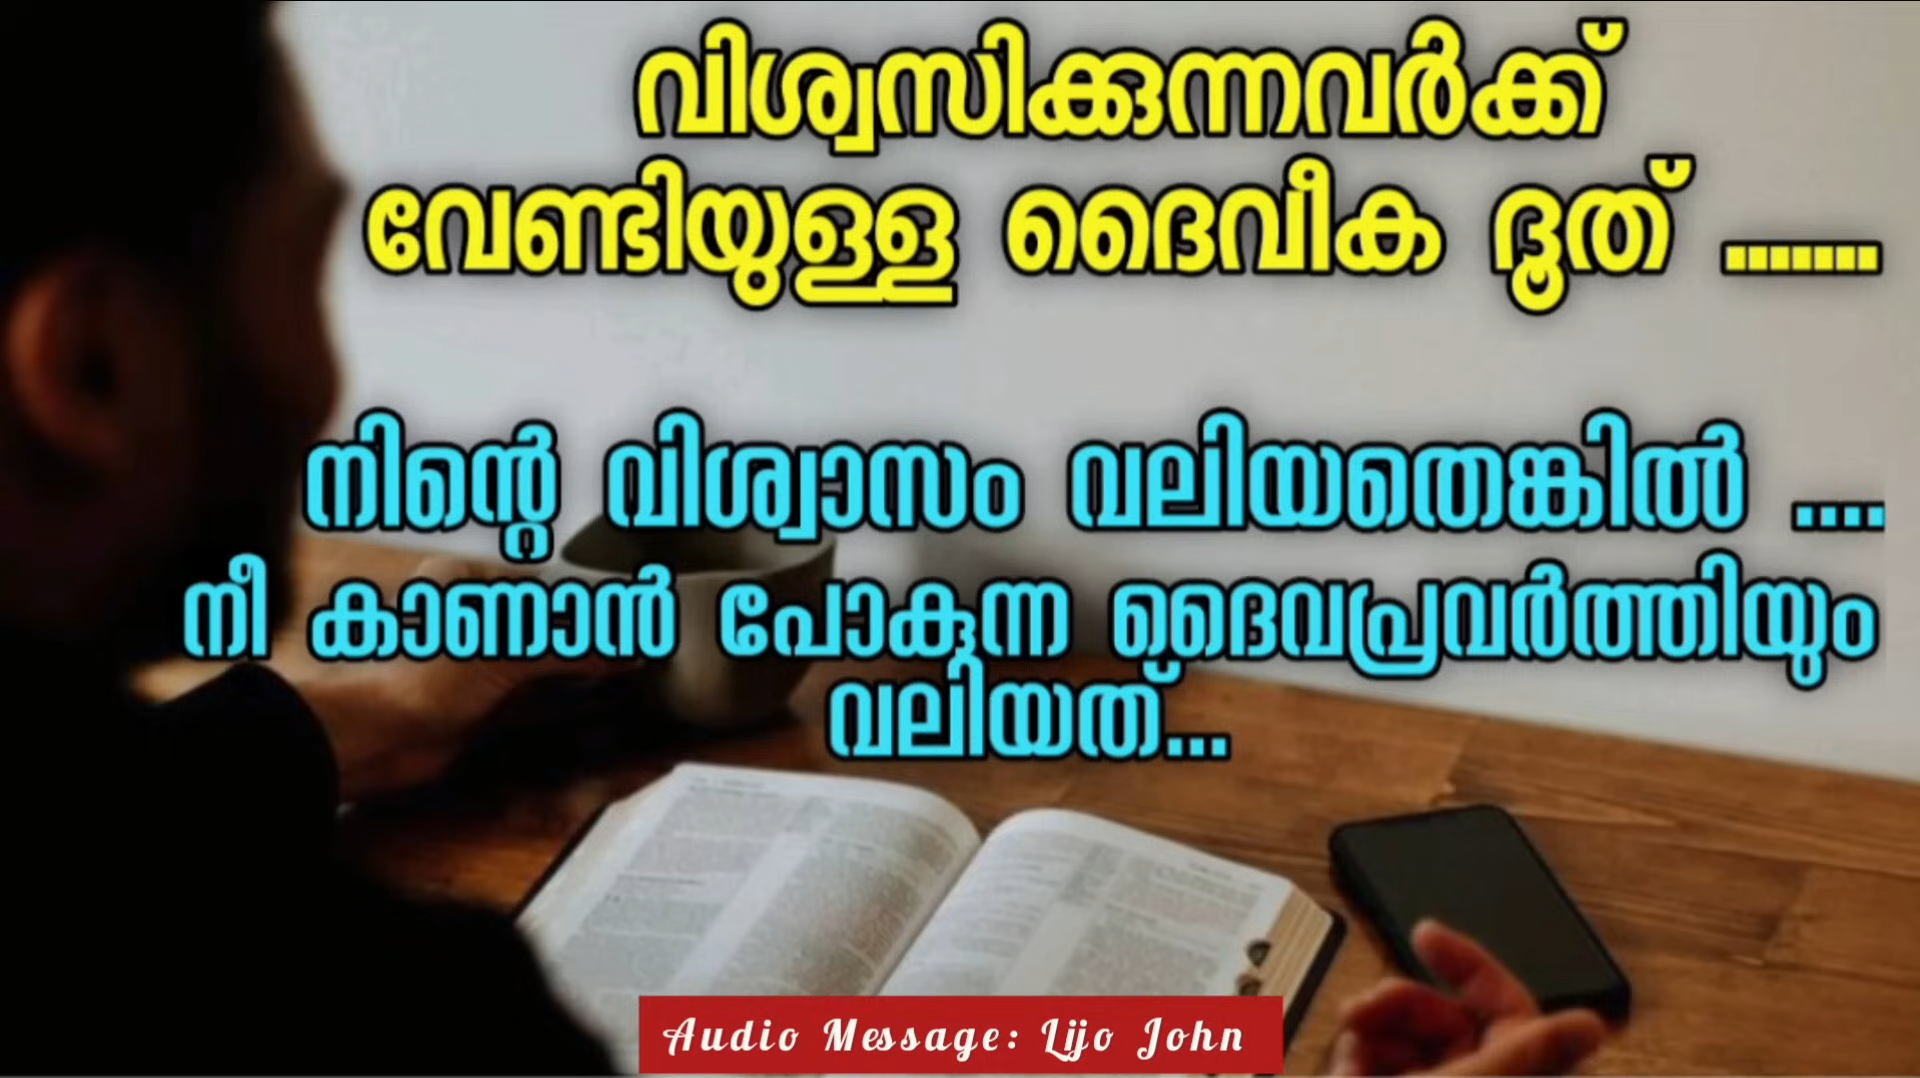 വിശ്വസിക്കുന്നവർക്ക്
വേണ്ടിയുള്ള ദൈവീക ദൂത് .......
നിന്റെ വിശ്വാസം വലിയതെങ്കിൽ ....
നീ കാണാൻ പോകുന്ന ദൈവപ്രവർത്തിയും
വലിയത്...
Audio Message: Lijo John